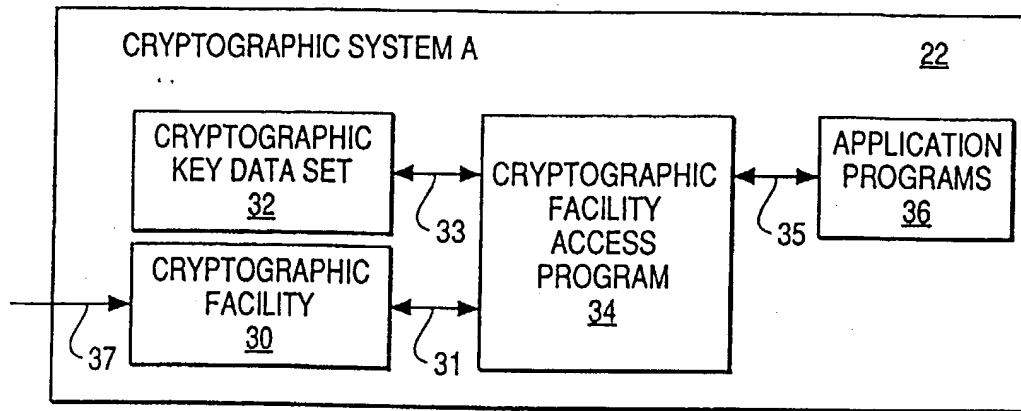 CRYPTOGRAPHIC SYSTEM A
22
CRYPTOGRAPHIC
KEY DATA SET
32
33
CRYPTOGRAPHIC
FACILITY
30
37
31
CRYPTOGRAPHIC
FACILITY
ACCESS
PROGRAM
34
35
APPLICATION
PROGRAMS
36